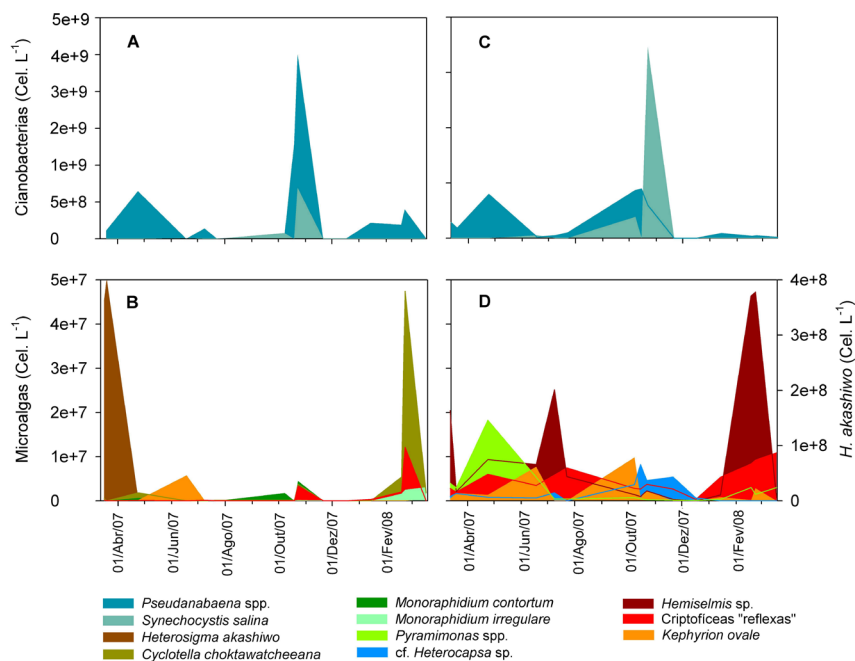 A
C
5e+9
4e+9
3e+9
2e+9
1e+9
5e+8
0
Cianobacterias (Cel. L-1)
B
D
5e+7
4e+7
3e+7
2e+7
1e+7
0
Microalgas (Cel. L-1)
4e+8
3e+8
2e+8
1e+8
0
H. akashiwo (Cel. L-1)
01/Abr/07
01/Jun/07
01/Ago/07
01/Out/07
01/Dez/07
01/Fev/08
01/Abr/07
01/Jun/07
01/Ago/07
01/Out/07
01/Dez/07
01/Fev/08
Pseudanabaena spp.
Synechocystis salina
Heterosigma akashiwo
Cyclotella choktawatcheeana
Monoraphidium contortum
Monoraphidium irregulare
Pyramimonas spp.
cf. Heterocapsa sp.
Hemiselmis sp.
Criptofíceas "reflexas"
Kephyrion ovale